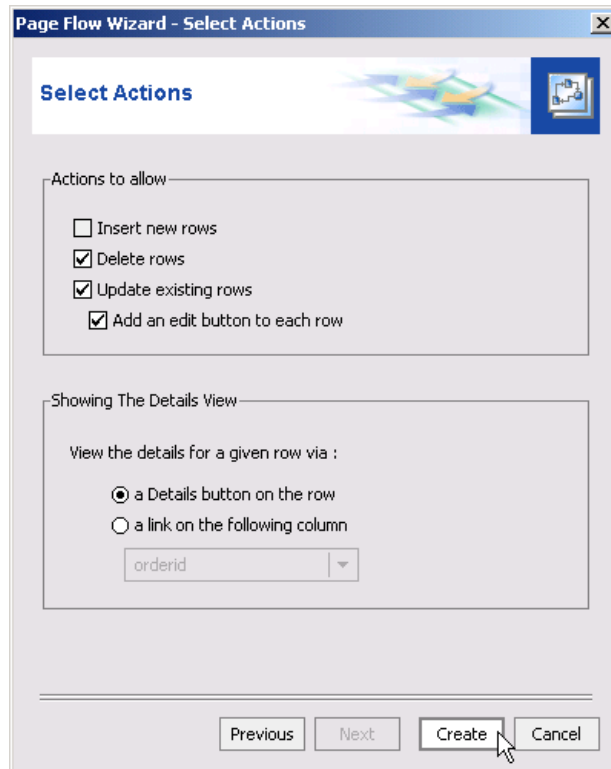 Page Flow Wizard - Select Actions
Select Actions
Actions to allow
Insert new rows
Delete rows
Update existing rows
Add an edit button to each row
Showing The Details View
View the details for a given row via :
a Details button on the row
a link on the following column
orderid
Previous Next Create Cancel